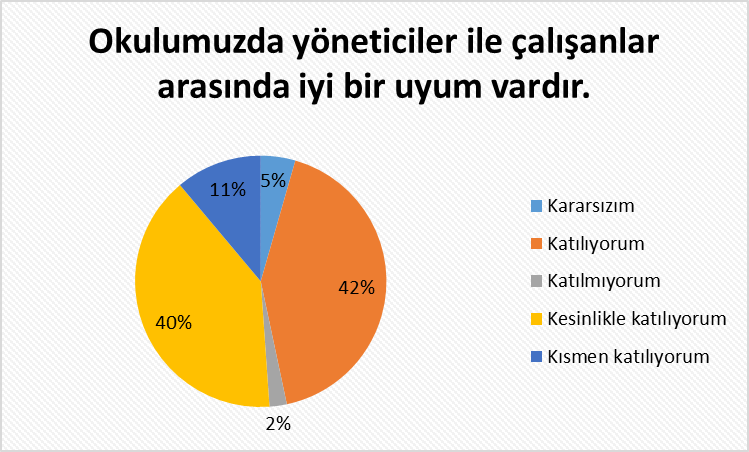 Okulumuzda yöneticiler ile çalışanlar
arasında iyi bir uyum vardır.
5%
42%
2%
40%
11%
Kararsızım
Katılıyorum
Katılmıyorum
Kesinlikle katılıyorum
Kısmen katılıyorum